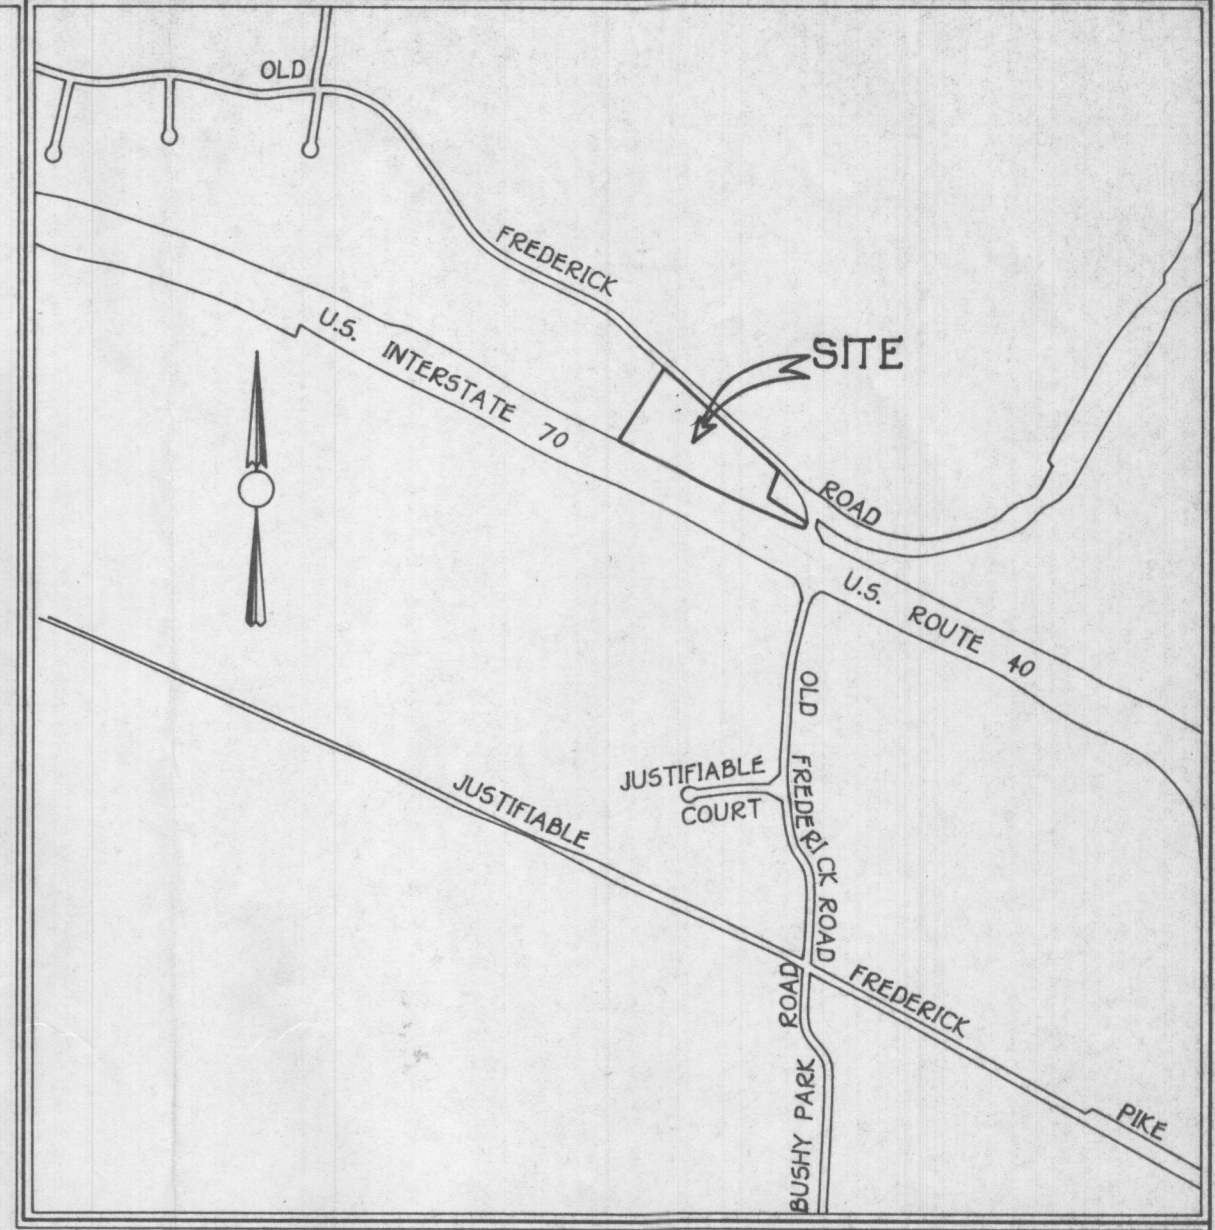 OLD
FREDERICK
ROAD
U.S. INTERSTATE 70
SITE
U.S. ROUTE 40
OLD FREDERICK ROAD
JUSTIFIABLE
COURT
JUSTIFIABLE
FREDERICK
PIKE
BUSHY PARK ROAD